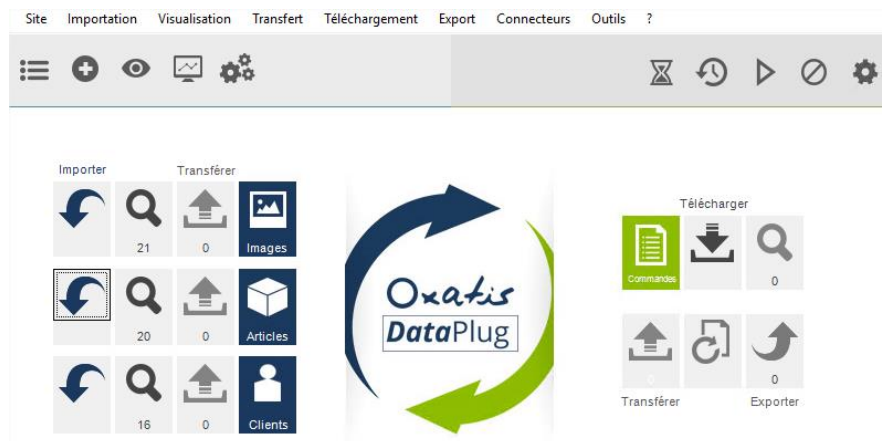 Site Importation Visualisation Transfert Téléchargement Export Connecteurs Outils ?
Importer Transférer
21 0 Images
20 0 Articles
16 0 Clients
Oxatis
DataPlug
Télécharger
Commandes 0
0 0
Transférer Exporter